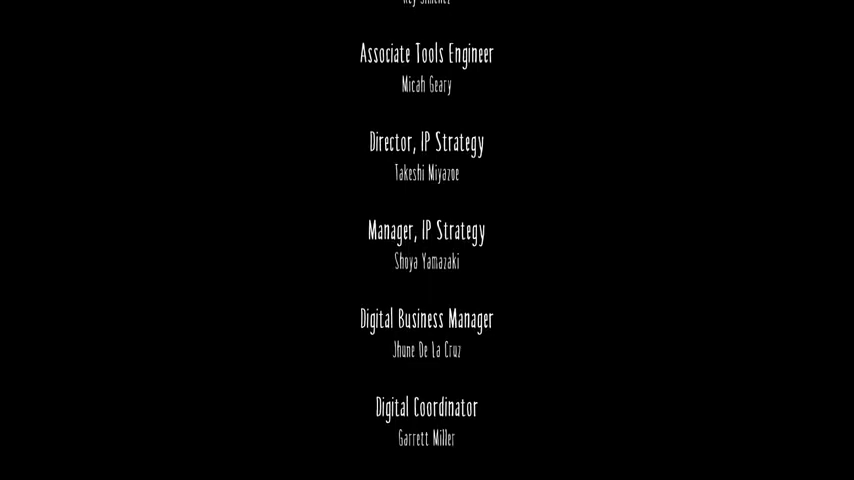 Associate Tools Engineer
Micah Geary
Director, IP Strategy
Takeshi Miyazoe
Manager, IP Strategy
Shoya Yamazaki
Digital Business Manager
Jhune De La Cruz
Digital Coordinator
Garrett Miller